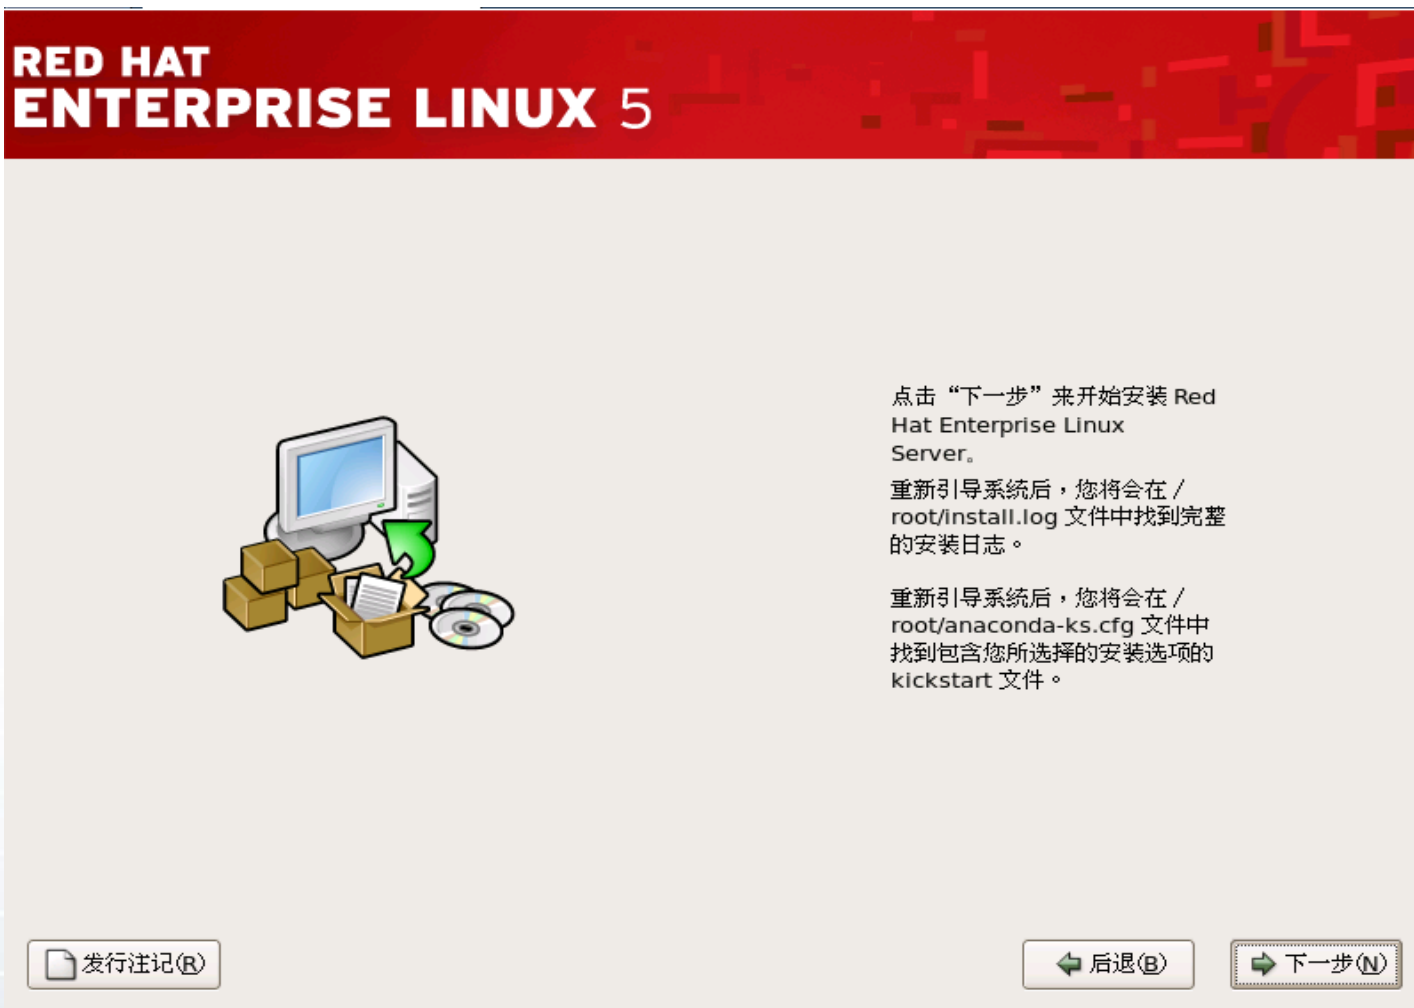 RED HAT
ENTERPRISE LINUX 5
点击“下一步”来开始安装 Red
Hat Enterprise Linux
Server。
重新引导系统后，您将会在 /
root/install.log 文件中找到完整
的安装日志。
重新引导系统后，您将会在 /
root/anaconda-ks.cfg 文件中
找到包含您所选择的安装选项的
kickstart 文件。
发行注记(R)
后退(B)
下一步(N)